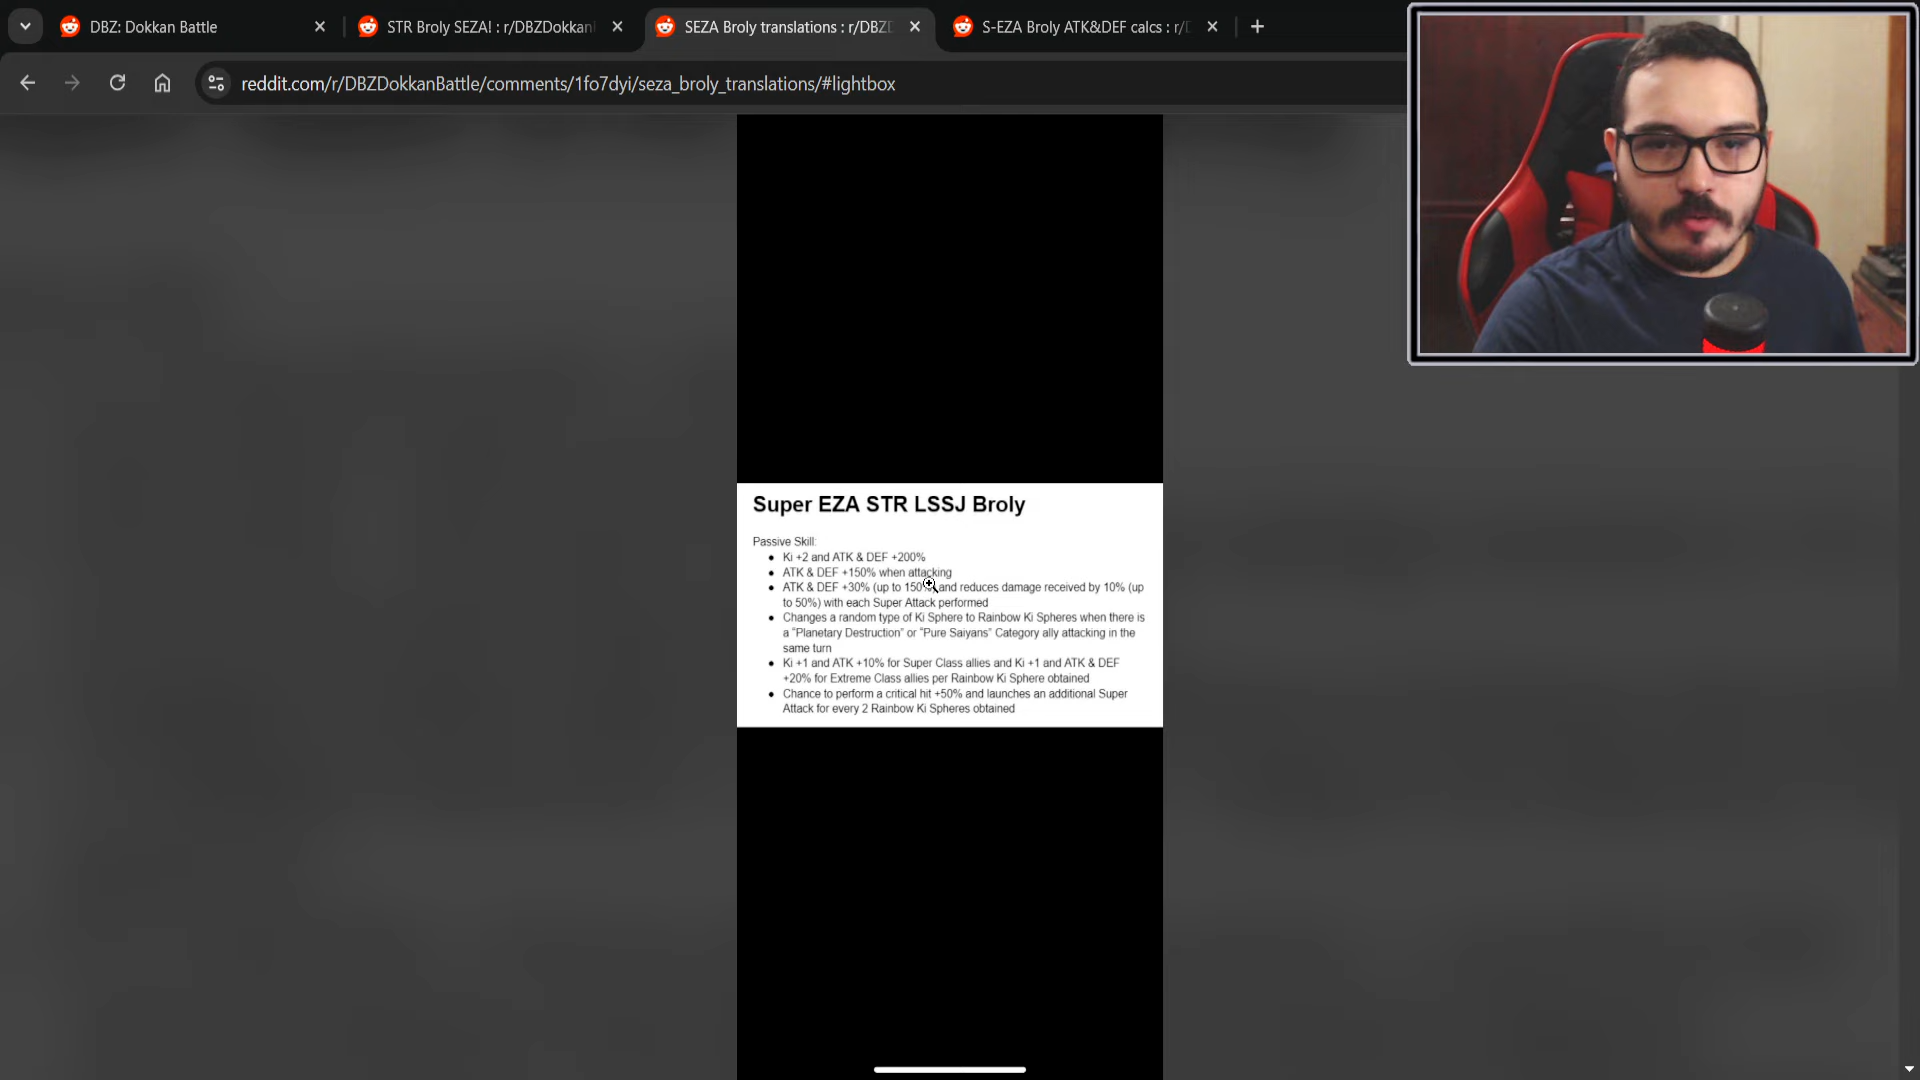 DBZ: Dokkan Battle
STR Broly SEZA! : r/DBZDokkan
SEZA Broly translations : r/DBZD
S-EZA Broly ATK&DEF calcs : r/D
reddit.com/r/DBZDokkanBattle/comments/1fo7dyi/seza_broly_translations/#lightbox
Super EZA STR LSSJ Broly
Passive Skill:
• Ki +2 and ATK & DEF +200%
• ATK & DEF +150% when attacking
• ATK & DEF +30% (up to 150%) and reduces damage received by 10% (up
to 50%) with each Super Attack performed
• Changes a random type of Ki Sphere to Rainbow Ki Spheres when there is
a "Planetary Destruction" or "Pure Saiyans" Category ally attacking in the
same turn
• Ki +1 and ATK +10% for Super Class allies and Ki +1 and ATK & DEF
+20% for Extreme Class allies per Rainbow Ki Sphere obtained
• Chance to perform a critical hit +50% and launches an additional Super
Attack for every 2 Rainbow Ki Spheres obtained